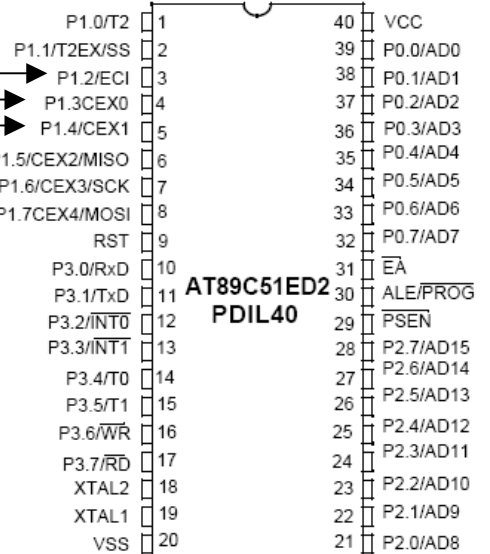 P1.0/T2 1
P1.1/T2EX/SS 2
P1.2/ECI 3
P1.3CEX0 4
P1.4/CEX1 5
1.5/CEX2/MISO 6
P1.6/CEX3/SCK 7
P1.7CEX4/MOSI 8
RST 9
P3.0/RxD 10
P3.1/TxD 11
P3.2/INT0 12
P3.3/INT1 13
P3.4/T0 14
P3.5/T1 15
P3.6/WR 16
P3.7/RD 17
XTAL2 18
XTAL1 19
VSS 20
AT89C51ED2
PDIL40
40 VCC
39 P0.0/AD0
38 P0.1/AD1
37 P0.2/AD2
36 P0.3/AD3
35 P0.4/AD4
34 P0.5/AD5
33 P0.6/AD6
32 P0.7/AD7
31 EA
30 ALE/PROG
29 PSEN
28 P2.7/AD15
27 P2.6/AD14
26 P2.5/AD13
25 P2.4/AD12
24 P2.3/AD11
23 P2.2/AD10
22 P2.1/AD9
21 P2.0/AD8